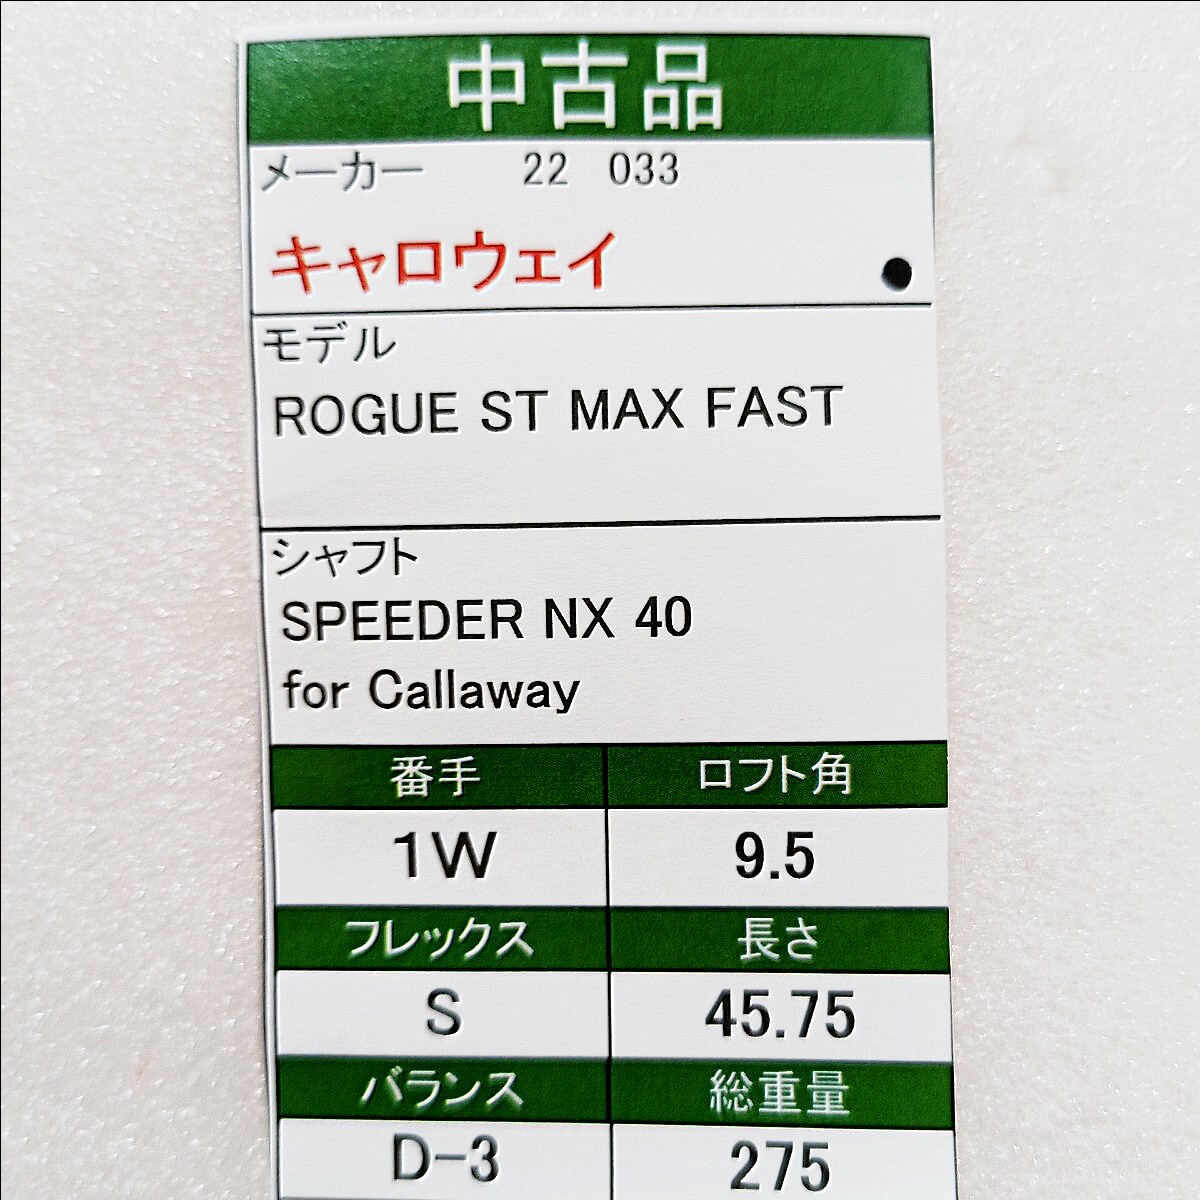 中古品
メーカー 22 033
キャロウェイ
モデル
ROGUE ST MAX FAST
シャフト
SPEEDER NX 40
for Callaway
番手 ロフト角
1W 9.5
フレックス 長さ
S 45.75
バランス 総重量
D-3 275